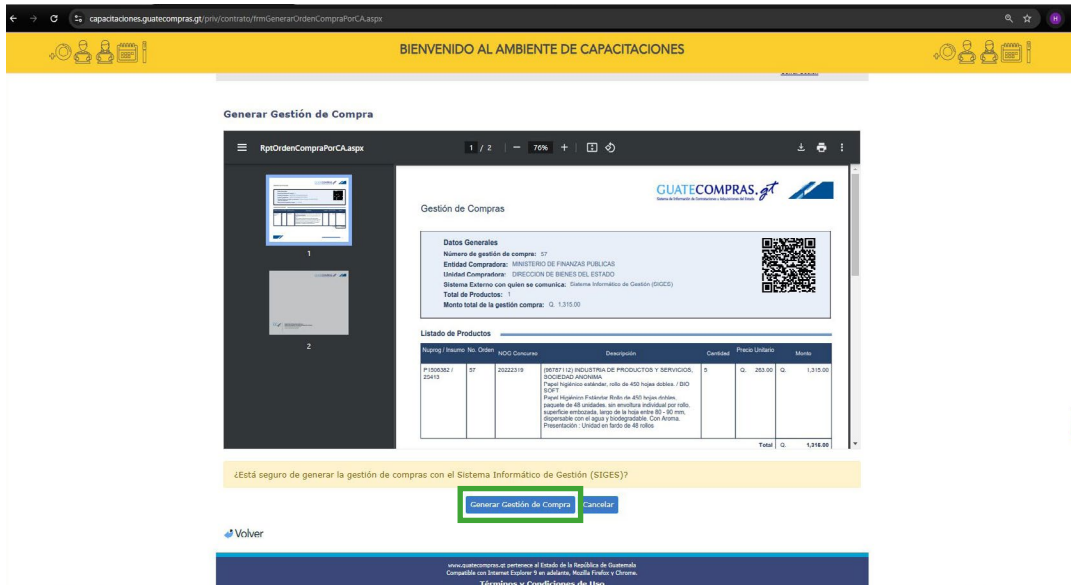 capacitaciones.guatecompras.gt/priv/contrato/frmGenerarOrdenCompraPorCA.aspx
H
BIENVENIDO AL AMBIENTE DE CAPACITACIONES
Generar Gestión de Compra
RptOrdenCompraPorCA.aspx
1 / 2
76%
1
2
GUATECOMPRAS.gt
Gestión de Compras
Datos Generales
Número de gestión de compra: 57
Entidad Compradora: MINISTERIO DE FINANZAS PÚBLICAS
Unidad Compradora: DIRECCION DE BIENES DEL ESTADO
Sistema Externo con quien se comunica: Sistema Informático de Gestión (SIGES)
Total de Productos: 1
Monto total de la gestión compra: Q. 1,315.00
Listado de Productos
Nuprog / Insumo No. Orden NOG Concurso Descripción Cantidad Precio Unitario Monto
P1506382 / 57 20222319 (98787112) INDUSTRIA DE PRODUCTOS Y SERVICIOS, 5 Q. 263.00 Q. 1,315.00
23413 SOCIEDAD ANONIMA
Papel higiénico estándar, rollo de 450 hojas dobles. / BIO
SOFT
Papel Higiénico Estándar Rollo de 450 hojas dobles,
paquete de 48 unidades, sin envoltura individual por rollo,
superficie embozada, largo de la hoja entre 80 - 90 mm,
dispersable con el agua y biodegradable. Con Aroma.
Presentación : Unidad en fardo de 48 rollos
Total Q. 1,315.00
¿Está seguro de generar la gestión de compras con el Sistema Informático de Gestión (SIGES)?
Generar Gestión de Compra
Cancelar
Volver
www.guatecompras.gt pertenece al Estado de la República de Guatemala
Compatible con Internet Explorer 9 en adelante, Mozilla Firefox y Chrome.
Términos y Condiciones de Uso